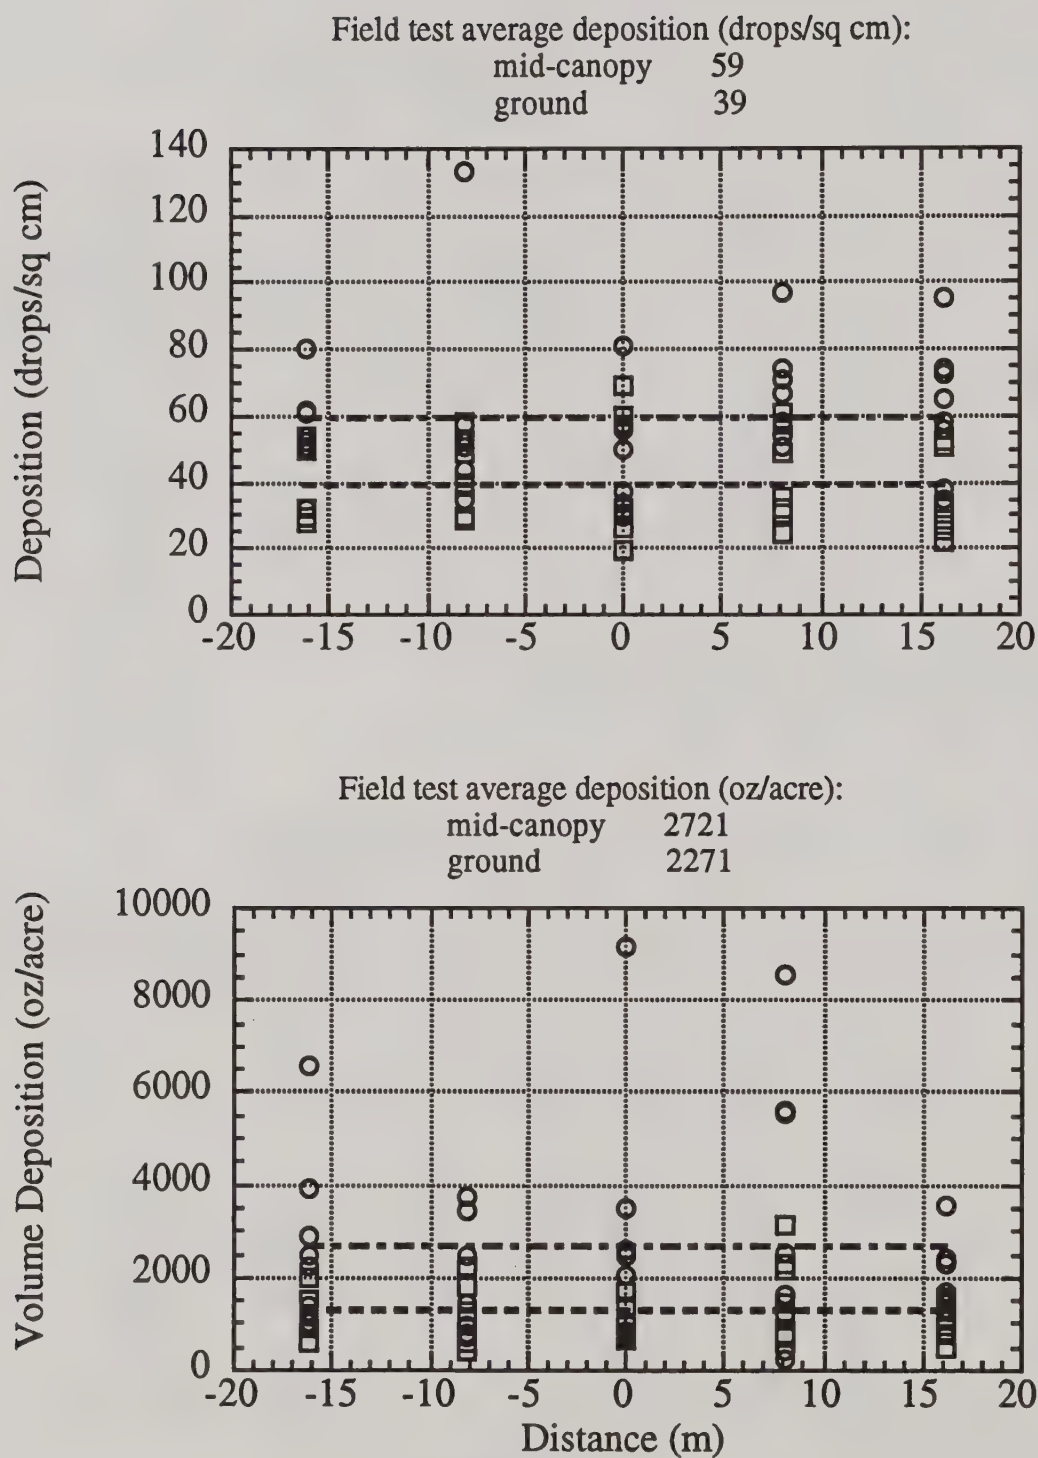 Field test average deposition (drops/sq cm):
mid-canopy 59
ground 39
140
120
100
80
60
40
20
0
Deposition (drops/sq cm)
-20 -15 -10 -5 0 5 10 15 20
Field test average deposition (oz/acre):
mid-canopy 2721
ground 2271
10000
8000
6000
4000
2000
0
Volume Deposition (oz/acre)
-20 -15 -10 -5 0 5 10 15 20
Distance (m)